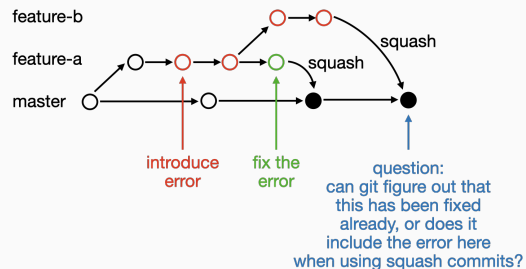 feature-b
feature-a
squash
squash
master
introduce
error
fix the
error
question:
can git figure out that
this has been fixed
already, or does it
include the error here
when using squash commits?